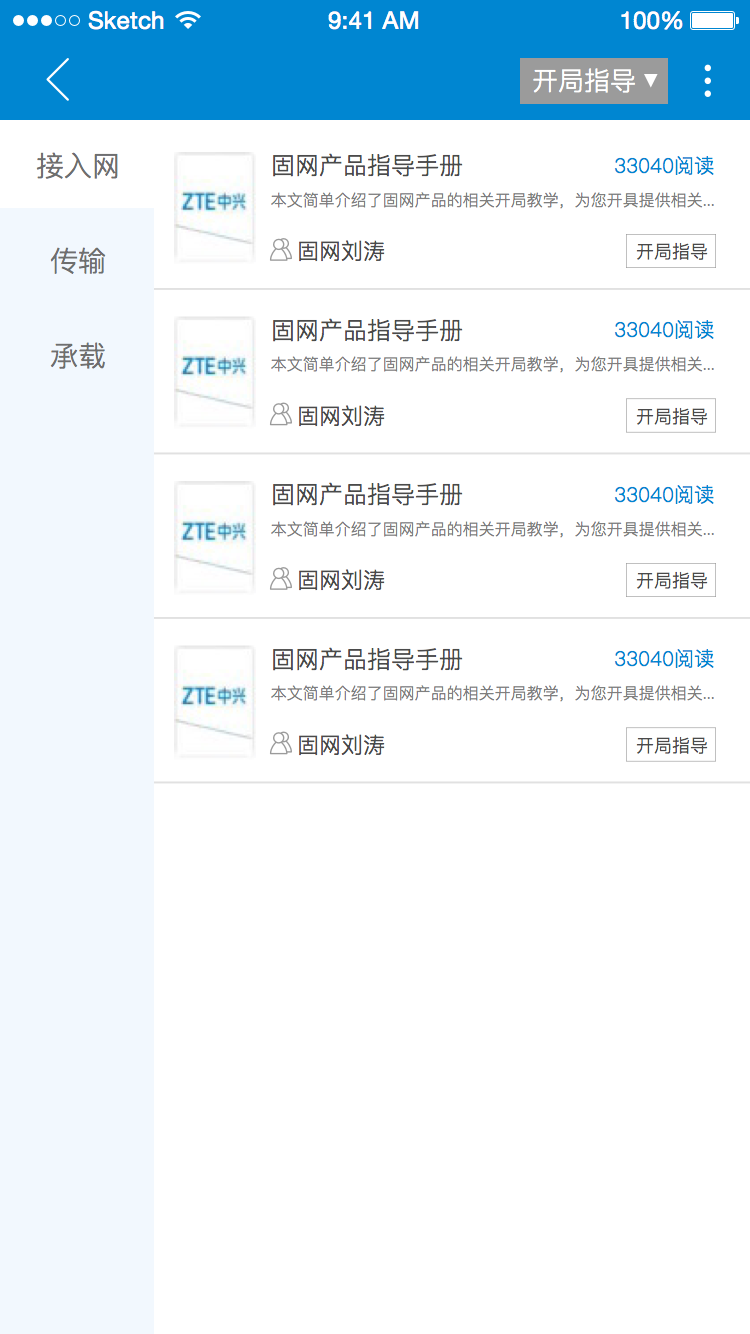 Sketch 9:41 AM 100%
开局指导▼
接入网
传输
承载
ZTE中兴
固网产品指导手册 33040阅读
本文简单介绍了固网产品的相关开局教学，为您开具提供相关...
固网刘涛 开局指导
ZTE中兴
固网产品指导手册 33040阅读
本文简单介绍了固网产品的相关开局教学，为您开具提供相关...
固网刘涛 开局指导
ZTE中兴
固网产品指导手册 33040阅读
本文简单介绍了固网产品的相关开局教学，为您开具提供相关...
固网刘涛 开局指导
ZTE中兴
固网产品指导手册 33040阅读
本文简单介绍了固网产品的相关开局教学，为您开具提供相关...
固网刘涛 开局指导